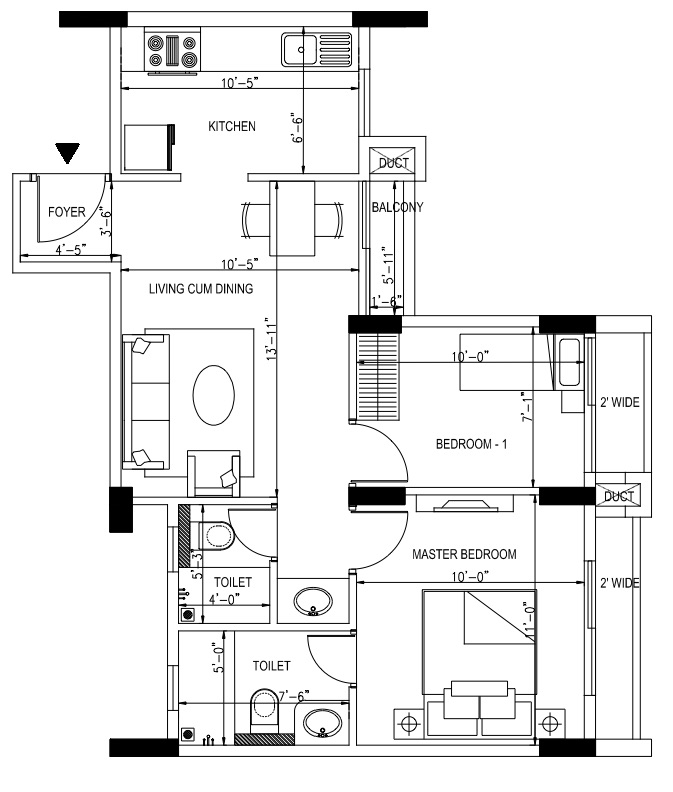 10'-5"
KITCHEN
6'-6"
DUCT
FOYER
3'-6"
BALCONY
4'-5"
10'-5"
5'-11"
LIVING CUM DINING
1'-6"
13'-11"
10'-0"
7'-1"
2' WIDE
BEDROOM - 1
DUCT
5'-3"
MASTER BEDROOM
TOILET
10'-0"
2' WIDE
4'-0"
11'-0"
5'-0"
TOILET
7'-6"